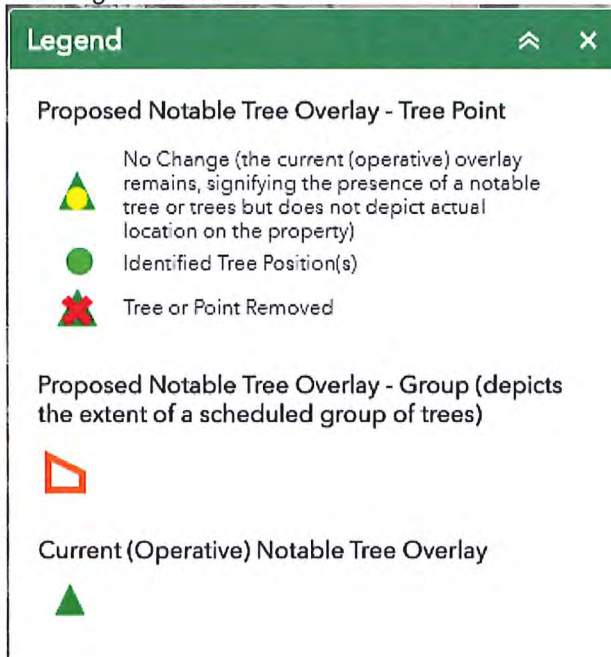 Legend
Proposed Notable Tree Overlay - Tree Point
No Change (the current (operative) overlay
remains, signifying the presence of a notable
tree or trees but does not depict actual
location on the property)
Identified Tree Position(s)
Tree or Point Removed
Proposed Notable Tree Overlay - Group (depicts
the extent of a scheduled group of trees)
Current (Operative) Notable Tree Overlay